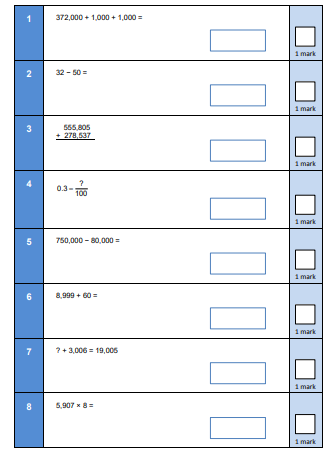 1
372,000 + 1,000 + 1,000 =
1 mark
2
32 – 50 =
1 mark
3
555,805
+ 278,537
1 mark
4
0.3 – ?
100
1 mark
5
750,000 – 80,000 =
1 mark
6
8,999 + 60 =
1 mark
7
? + 3,006 = 19,005
1 mark
8
5,907 × 8 =
1 mark